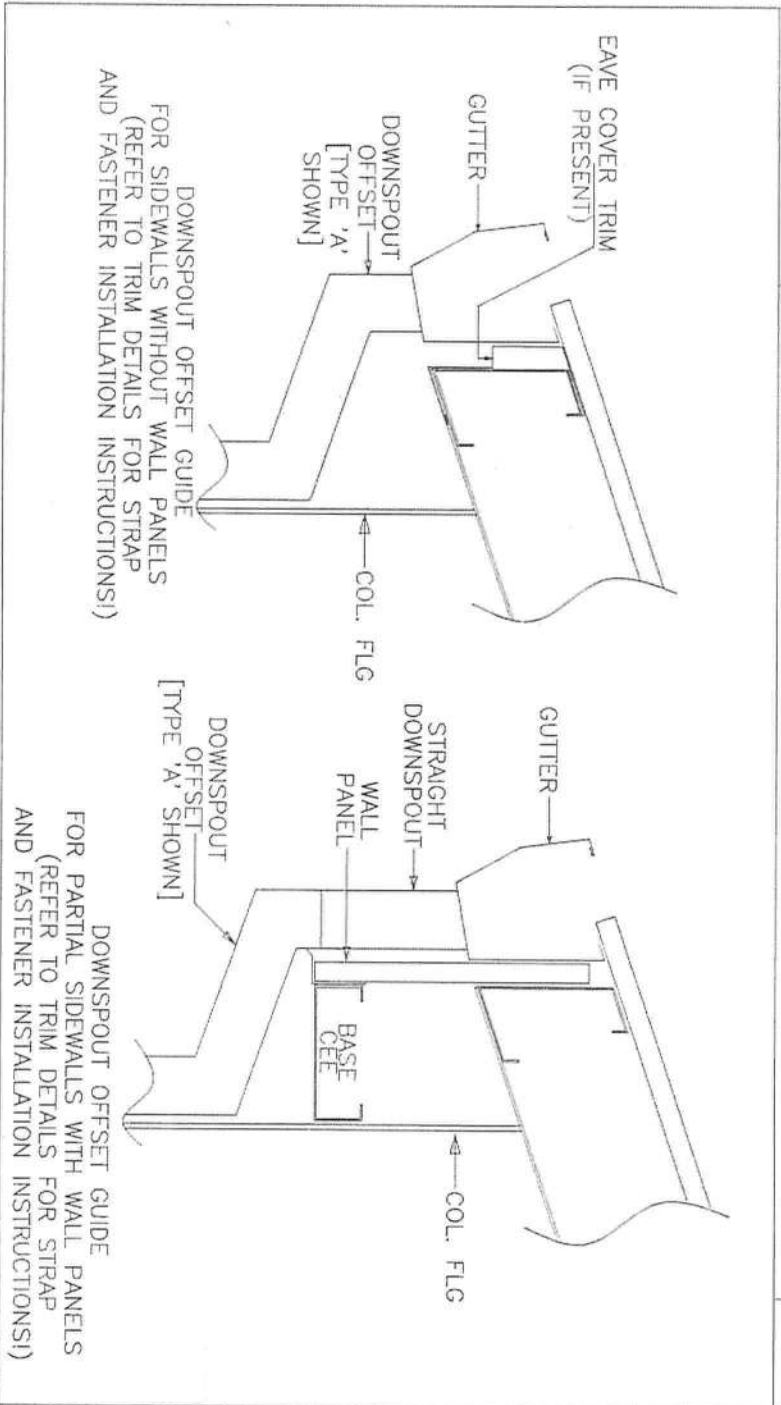 EAVE COVER TRIM
(IF PRESENT)
GUTTER
DOWNSPOUT
OFFSET
[TYPE 'A'
SHOWN]
COL. FLG
DOWNSPOUT OFFSET GUIDE
FOR SIDEWALLS WITHOUT WALL PANELS
(REFER TO TRIM DETAILS FOR STRAP
AND FASTENER INSTALLATION INSTRUCTIONS!)
GUTTER
STRAIGHT
DOWNSPOUT
WALL
PANEL
BASE
CEE
DOWNSPOUT
OFFSET
[TYPE 'A' SHOWN]
COL. FLG
DOWNSPOUT OFFSET GUIDE
FOR PARTIAL SIDEWALLS WITH WALL PANELS
(REFER TO TRIM DETAILS FOR STRAP
AND FASTENER INSTALLATION INSTRUCTIONS!)